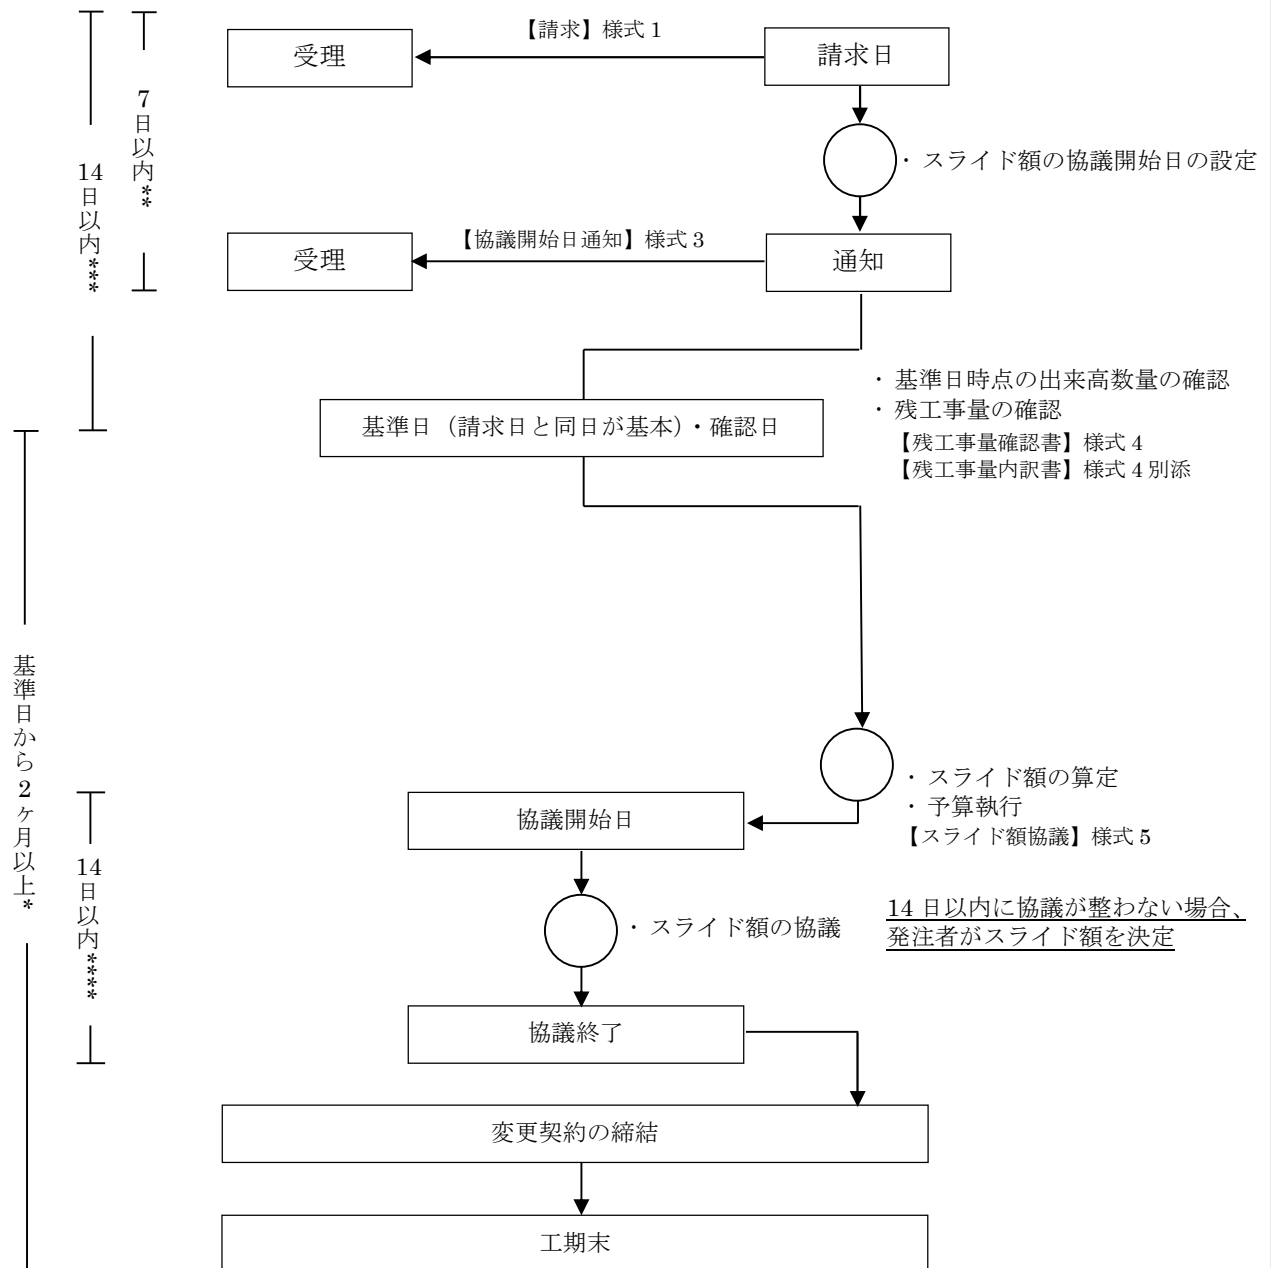 【請求】様式 1
受理
請求日
7日以内**
14日以内***
・ スライド額の協議開始日の設定
【協議開始日通知】様式 3
受理
通知
・ 基準日時点の出来高数量の確認
・ 残工事量の確認
【残工事量確認書】様式 4
【残工事量内訳書】様式 4 別添
基準日（請求日と同日が基本）・確認日
基準日から2ヶ月以上*
・ スライド額の算定
・ 予算執行
【スライド額協議】様式 5
協議開始日
14日以内****
・ スライド額の協議
14 日以内に協議が整わない場合、
発注者がスライド額を決定
協議終了
変更契約の締結
工期末